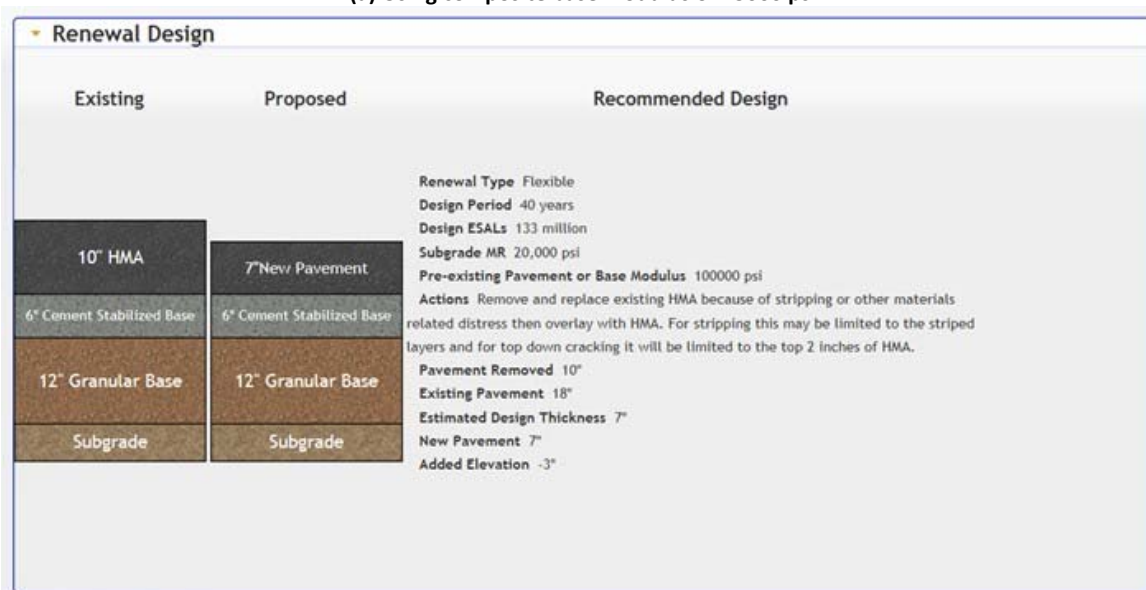 Renewal Design
Existing
Proposed
Recommended Design
10" HMA
6" Cement Stabilized Base
12" Granular Base
Subgrade
7"New Pavement
6" Cement Stabilized Base
12" Granular Base
Subgrade
Renewal Type Flexible
Design Period 40 years
Design ESALs 133 million
Subgrade MR 20,000 psi
Pre-existing Pavement or Base Modulus 100000 psi
Actions Remove and replace existing HMA because of stripping or other materials
related distress then overlay with HMA. For stripping this may be limited to the striped
layers and for top down cracking it will be limited to the top 2 inches of HMA.
Pavement Removed 10"
Existing Pavement 18"
Estimated Design Thickness 7"
New Pavement 7"
Added Elevation -3"